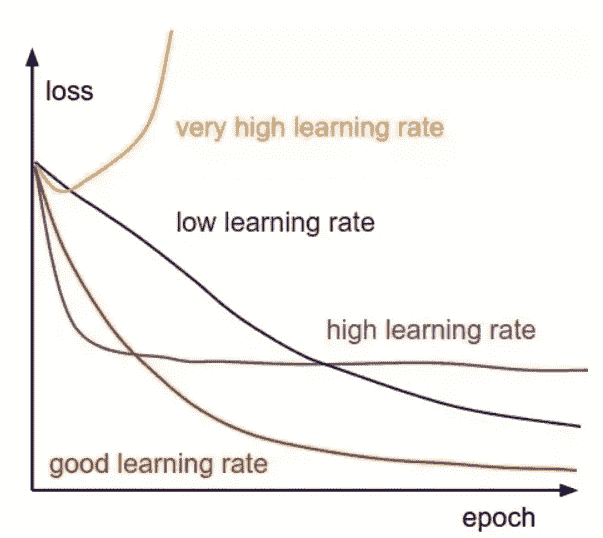 loss
very high learning rate
low learning rate
high learning rate
good learning rate
epoch